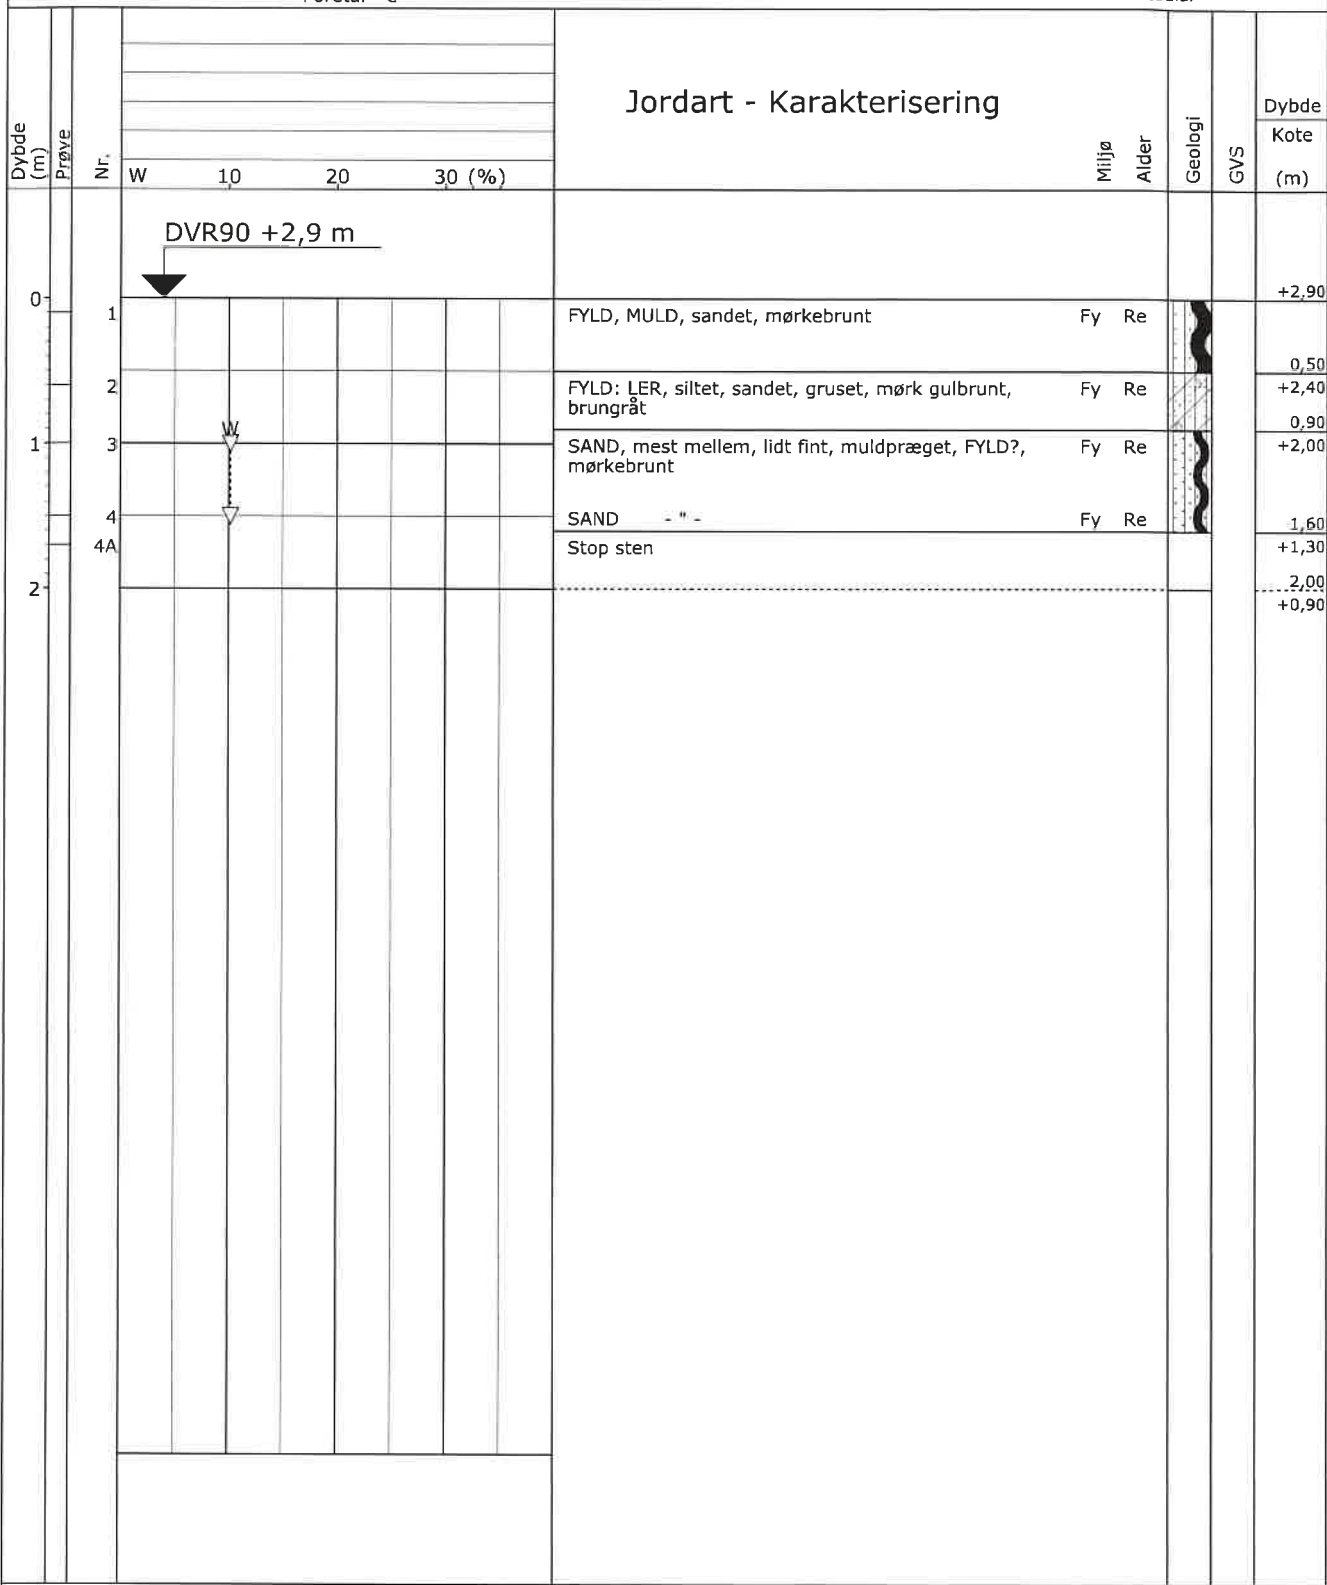 Jordart - Karakterisering
Dybde (m)
Prøve
Nr.
W 10 20 30 (%)
Miljø
Alder
Geologi
GVS
Dybde
Kote
(m)
DVR90 +2,9 m
0
+2,90
1 FYLD, MULD, sandet, mørkebrunt Fy Re
0,50
2 FYLD: LER, siltet, sandet, gruset, mørk gulbrunt, Fy Re +2,40
brungråt
0,90
W
1 3 SAND, mest mellem, lidt fint, muldpræget, FYLD?, Fy Re +2,00
mørkebrunt
4 SAND - " - Fy Re 1,60
4A Stop sten +1,30
2 2,00
+0,90